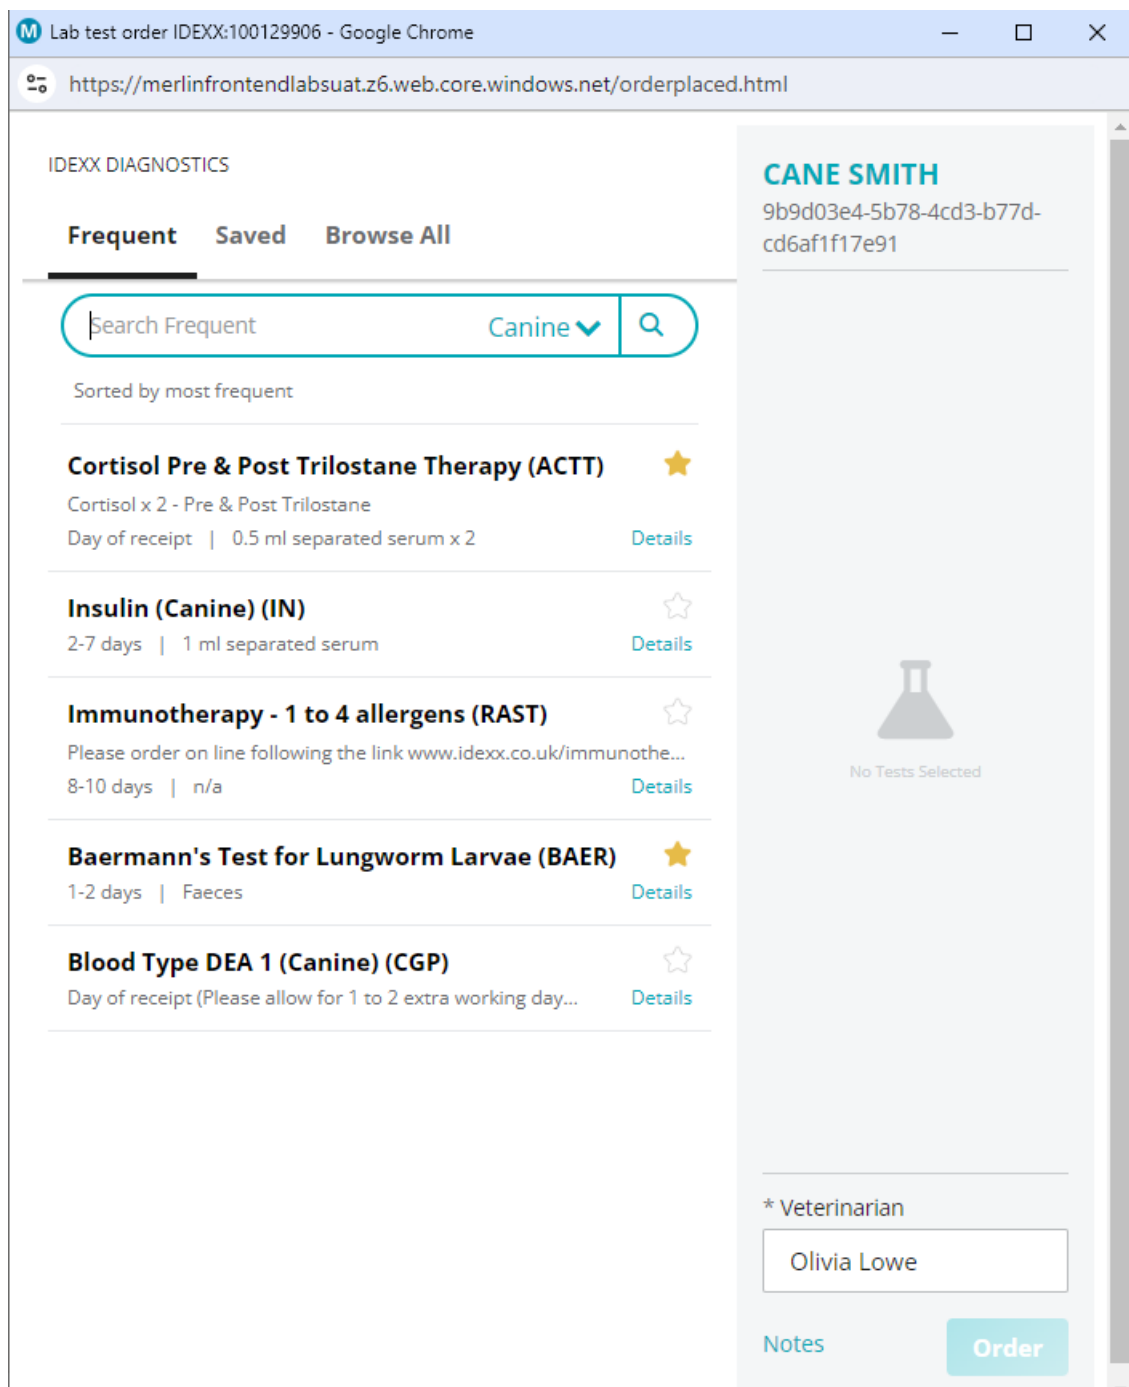 Lab test order IDEXX:100129906 - Google Chrome
https://merlinfrontendlabsuat.z6.web.core.windows.net/orderplaced.html
IDEXX DIAGNOSTICS
Frequent Saved Browse All
Search Frequent Canine
Sorted by most frequent
Cortisol Pre & Post Trilostane Therapy (ACTT)
Cortisol x 2 - Pre & Post Trilostane
Day of receipt | 0.5 ml separated serum x 2 Details
Insulin (Canine) (IN)
2-7 days | 1 ml separated serum Details
Immunotherapy - 1 to 4 allergens (RAST)
Please order on line following the link www.idexx.co.uk/immunothe...
8-10 days | n/a Details
Baermann's Test for Lungworm Larvae (BAER)
1-2 days | Faeces Details
Blood Type DEA 1 (Canine) (CGP)
Day of receipt (Please allow for 1 to 2 extra working day... Details
CANE SMITH
9b9d03e4-5b78-4cd3-b77d-
cd6af1f17e91
No Tests Selected
* Veterinarian
Olivia Lowe
Notes Order